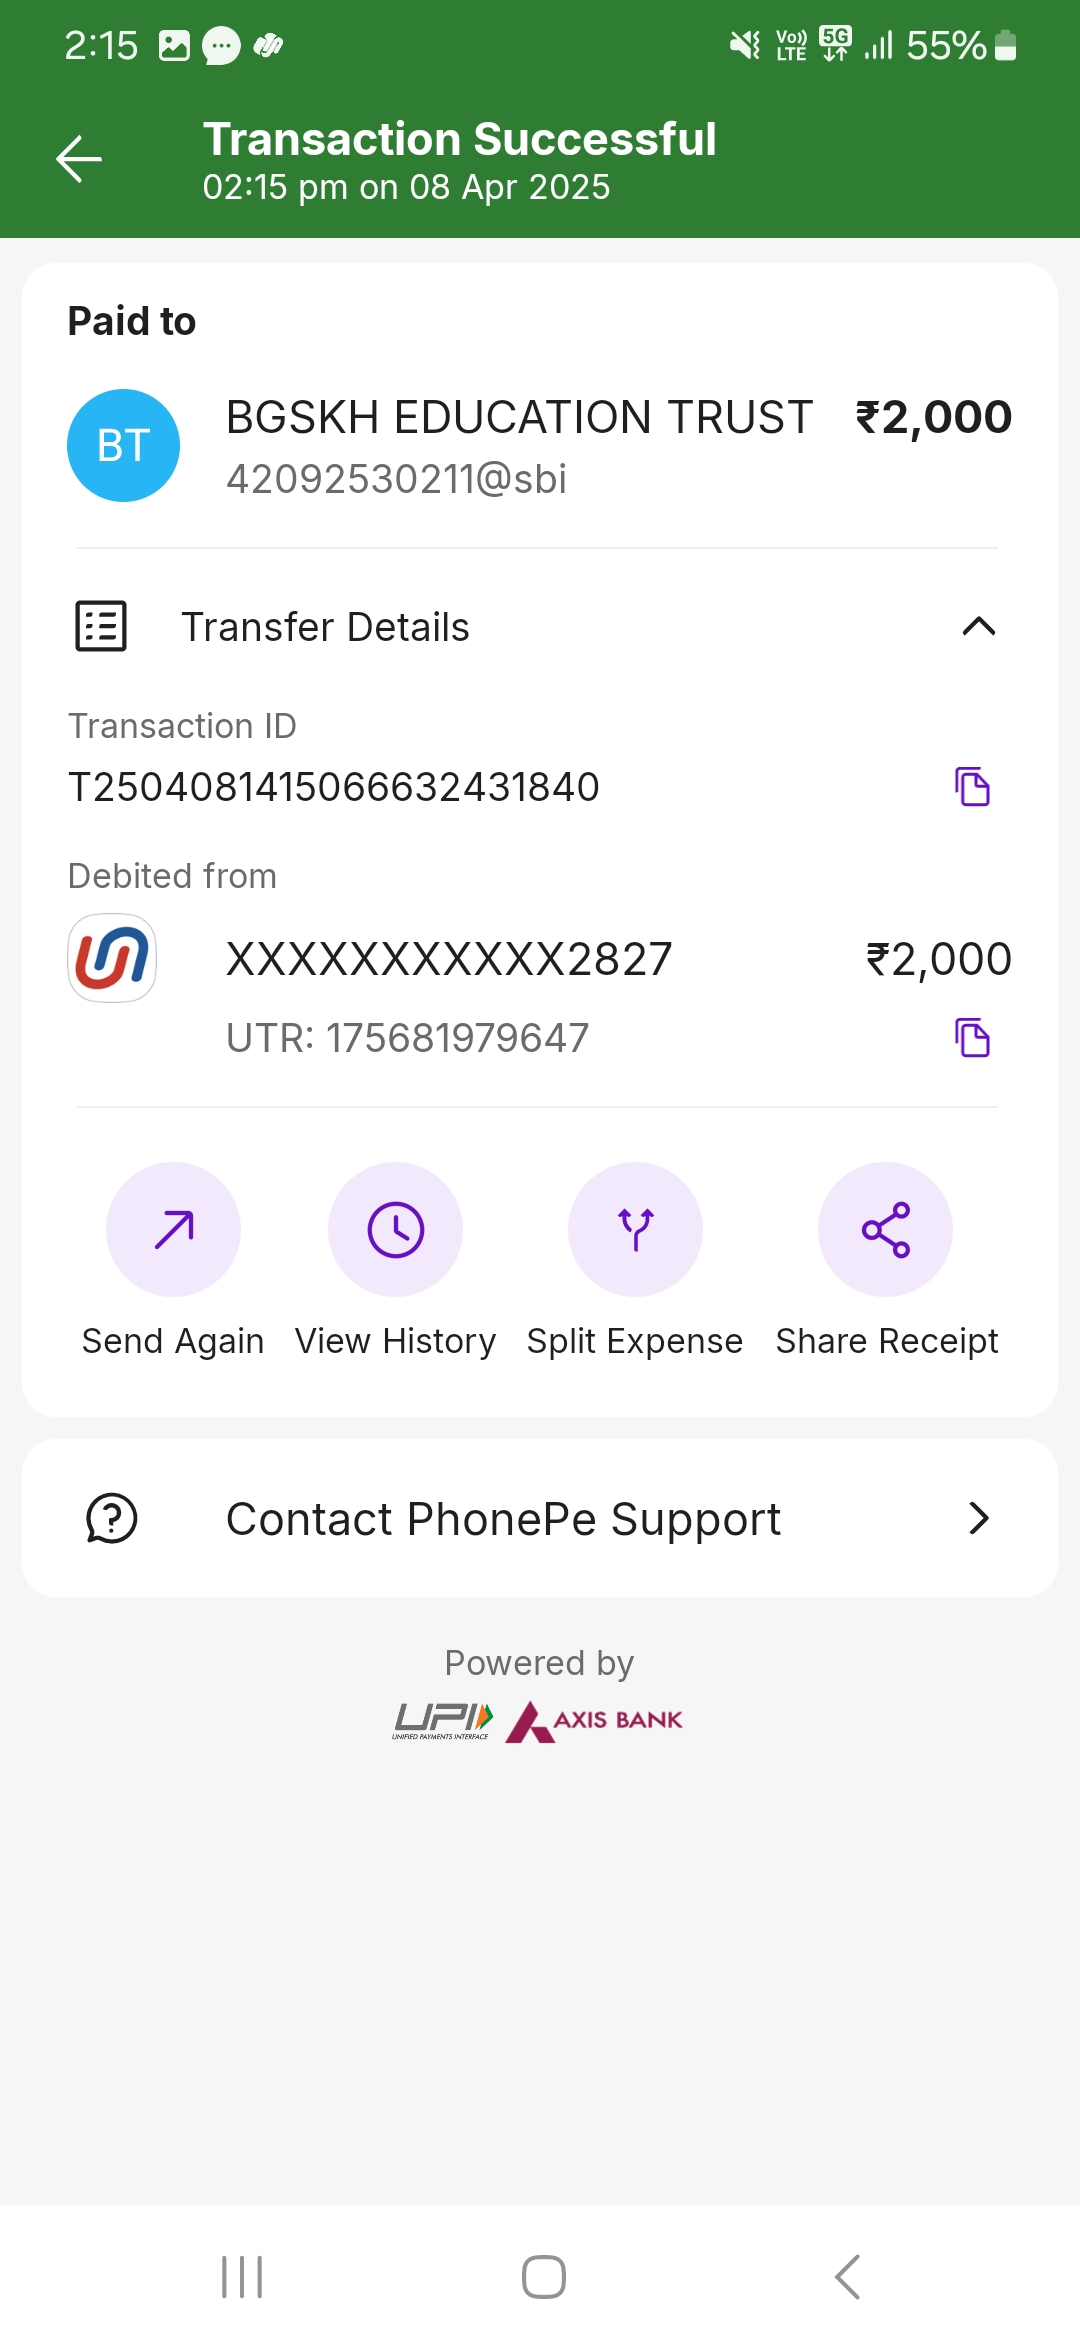 2:15 Vo)) LTE 5G 55%
Transaction Successful
02:15 pm on 08 Apr 2025
Paid to
BT
BGSKH EDUCATION TRUST ₹2,000
42092530211@sbi
Transfer Details
Transaction ID
T2504081415066632431840
Debited from
XXXXXXXXXXX2827 ₹2,000
UTR: 175681979647
Send Again View History Split Expense Share Receipt
Contact PhonePe Support
Powered by
UPI AXIS BANK
UNIFIED PAYMENTS INTERFACE